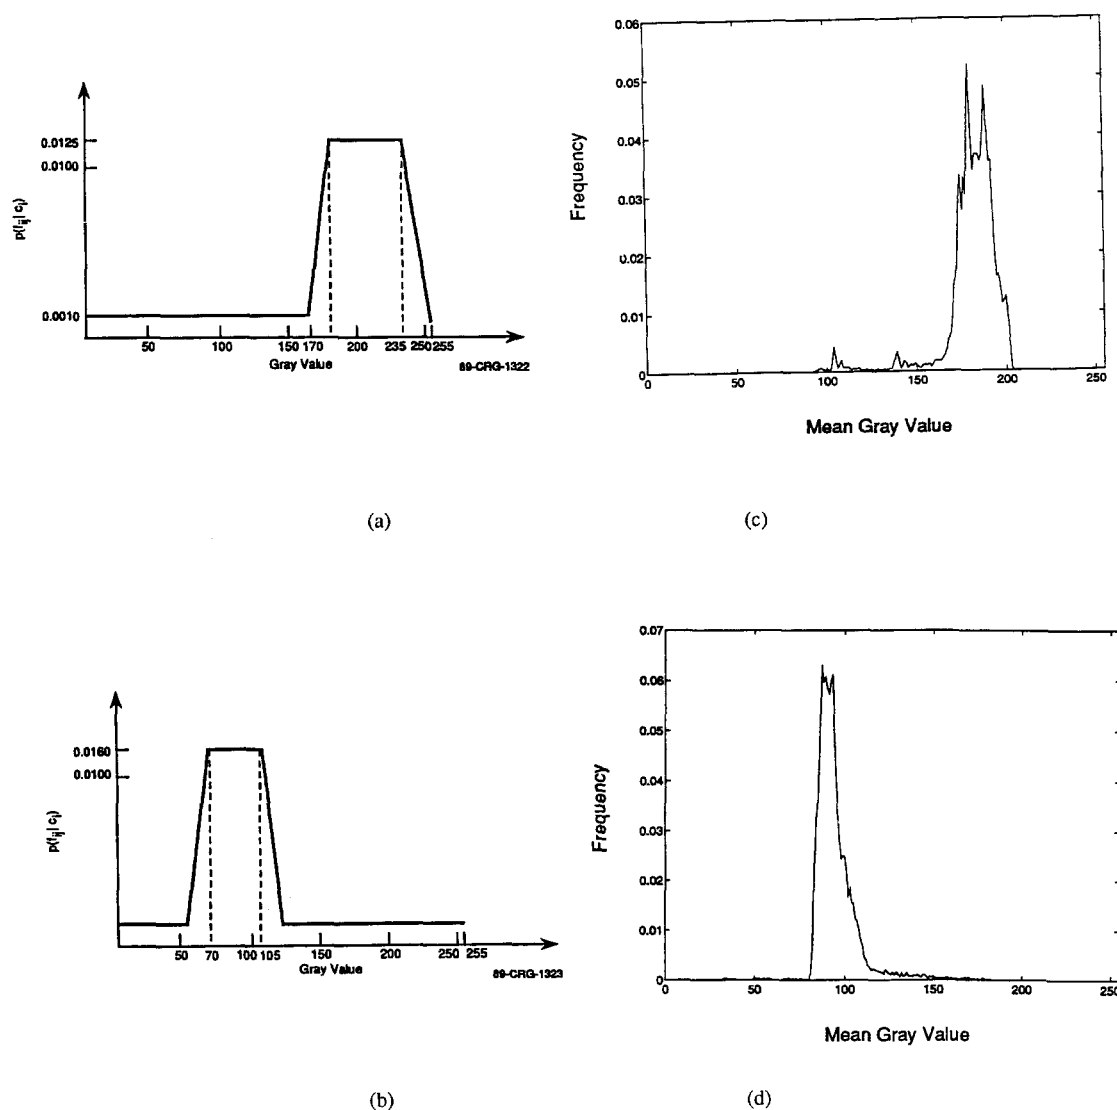 0.0125
0.0100
p(f_ij | c_i)
0.0010
50 100 150 170 200 235 250 255
Gray Value
89-CRG-1322
(a)
0.06
0.05
0.04
0.03
0.02
0.01
0
Frequency
0 50 100 150 200 250
Mean Gray Value
(c)
0.0160
0.0100
p(f_ij | c_i)
50 70 100 105 150 200 250 255
Gray Value
89-CRG-1323
(b)
0.07
0.06
0.05
0.04
0.03
0.02
0.01
0
Frequency
0 50 100 150 200 250
Mean Gray Value
(d)